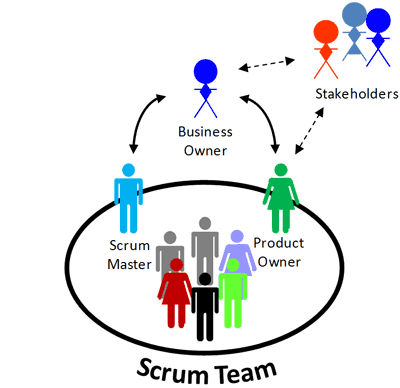 Stakeholders
Business
Owner
Scrum
Master
Product
Owner
Scrum Team